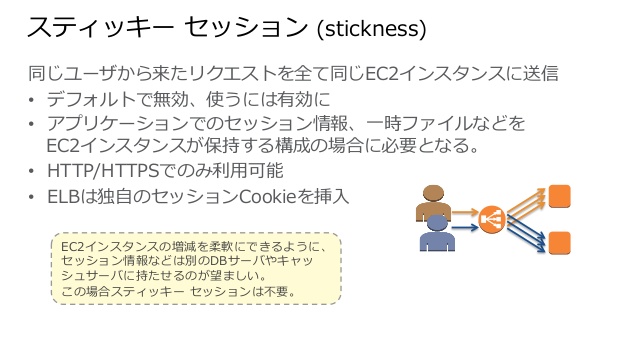 スティッキー セッション (stickness)
同じユーザから来たリクエストを全て同じEC2インスタンスに送信
• デフォルトで無効、使うには有効に
• アプリケーションでのセッション情報、一時ファイルなどを
EC2インスタンスが保持する構成の場合に必要となる。
• HTTP/HTTPSでのみ利用可能
• ELBは独自のセッションCookieを挿入
EC2インスタンスの増減を柔軟にできるように、
セッション情報などは別のDBサーバやキャッ
シュサーバに持たせるのが望ましい。
この場合スティッキー セッションは不要。